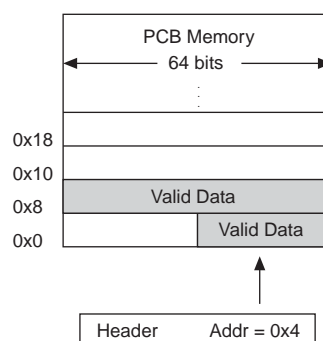 PCB Memory
64 bits
0x18
0x10
Valid Data
0x8
Valid Data
0x0
Header Addr = 0x4